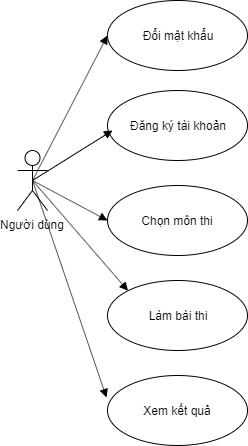 Đổi mật khẩu
Đăng ký tài khoản
Chọn môn thi
Người dùng
Làm bài thi
Xem kết quả